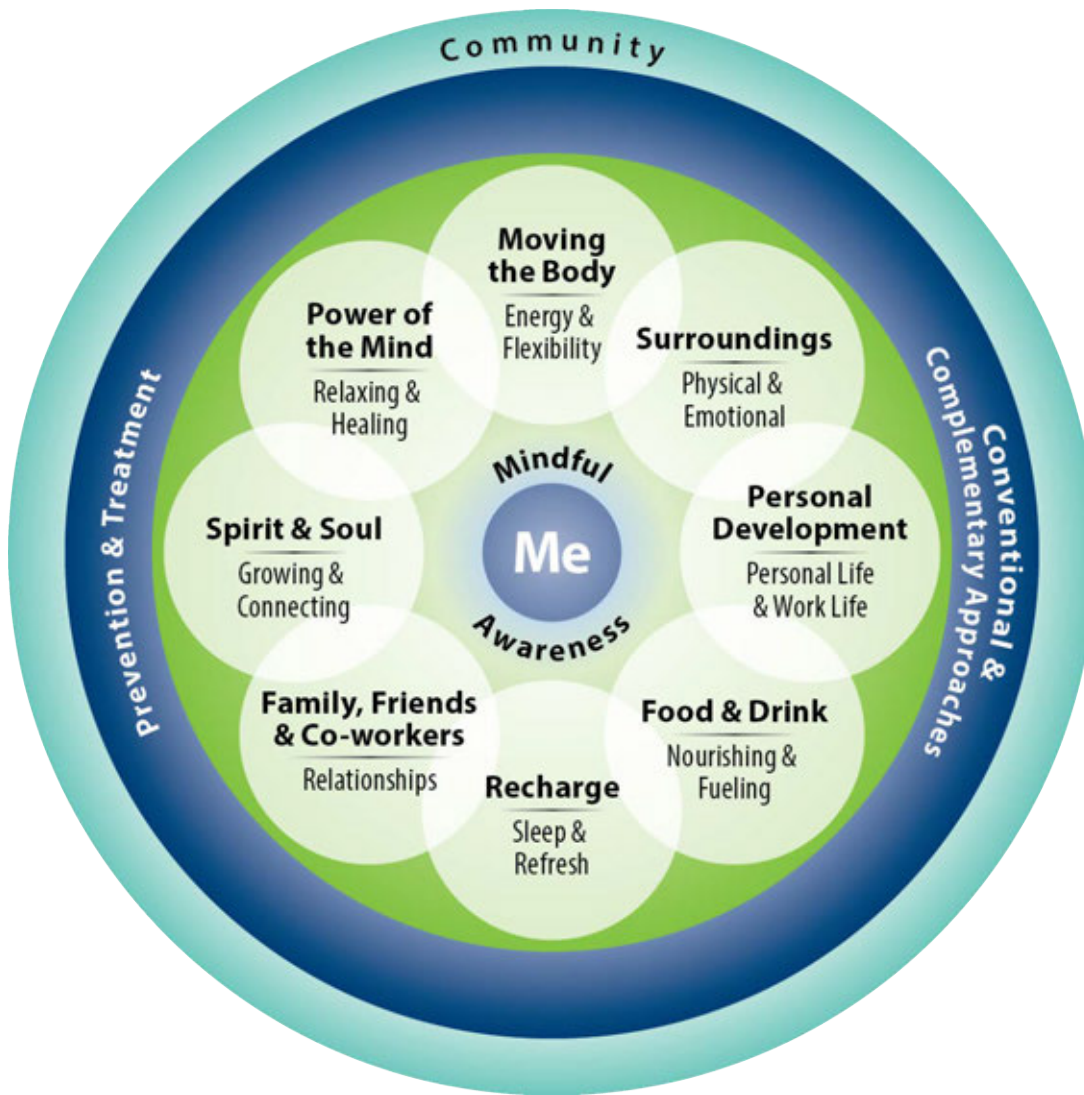 Community
Prevention & Treatment
Conventional &
Complementary Approaches
Moving
the Body
Energy &
Flexibility
Surroundings
Physical &
Emotional
Personal
Development
Personal Life
& Work Life
Food & Drink
Nourishing &
Fueling
Recharge
Sleep &
Refresh
Family, Friends
& Co-workers
Relationships
Spirit & Soul
Growing &
Connecting
Power of
the Mind
Relaxing &
Healing
Mindful
Me
Awareness